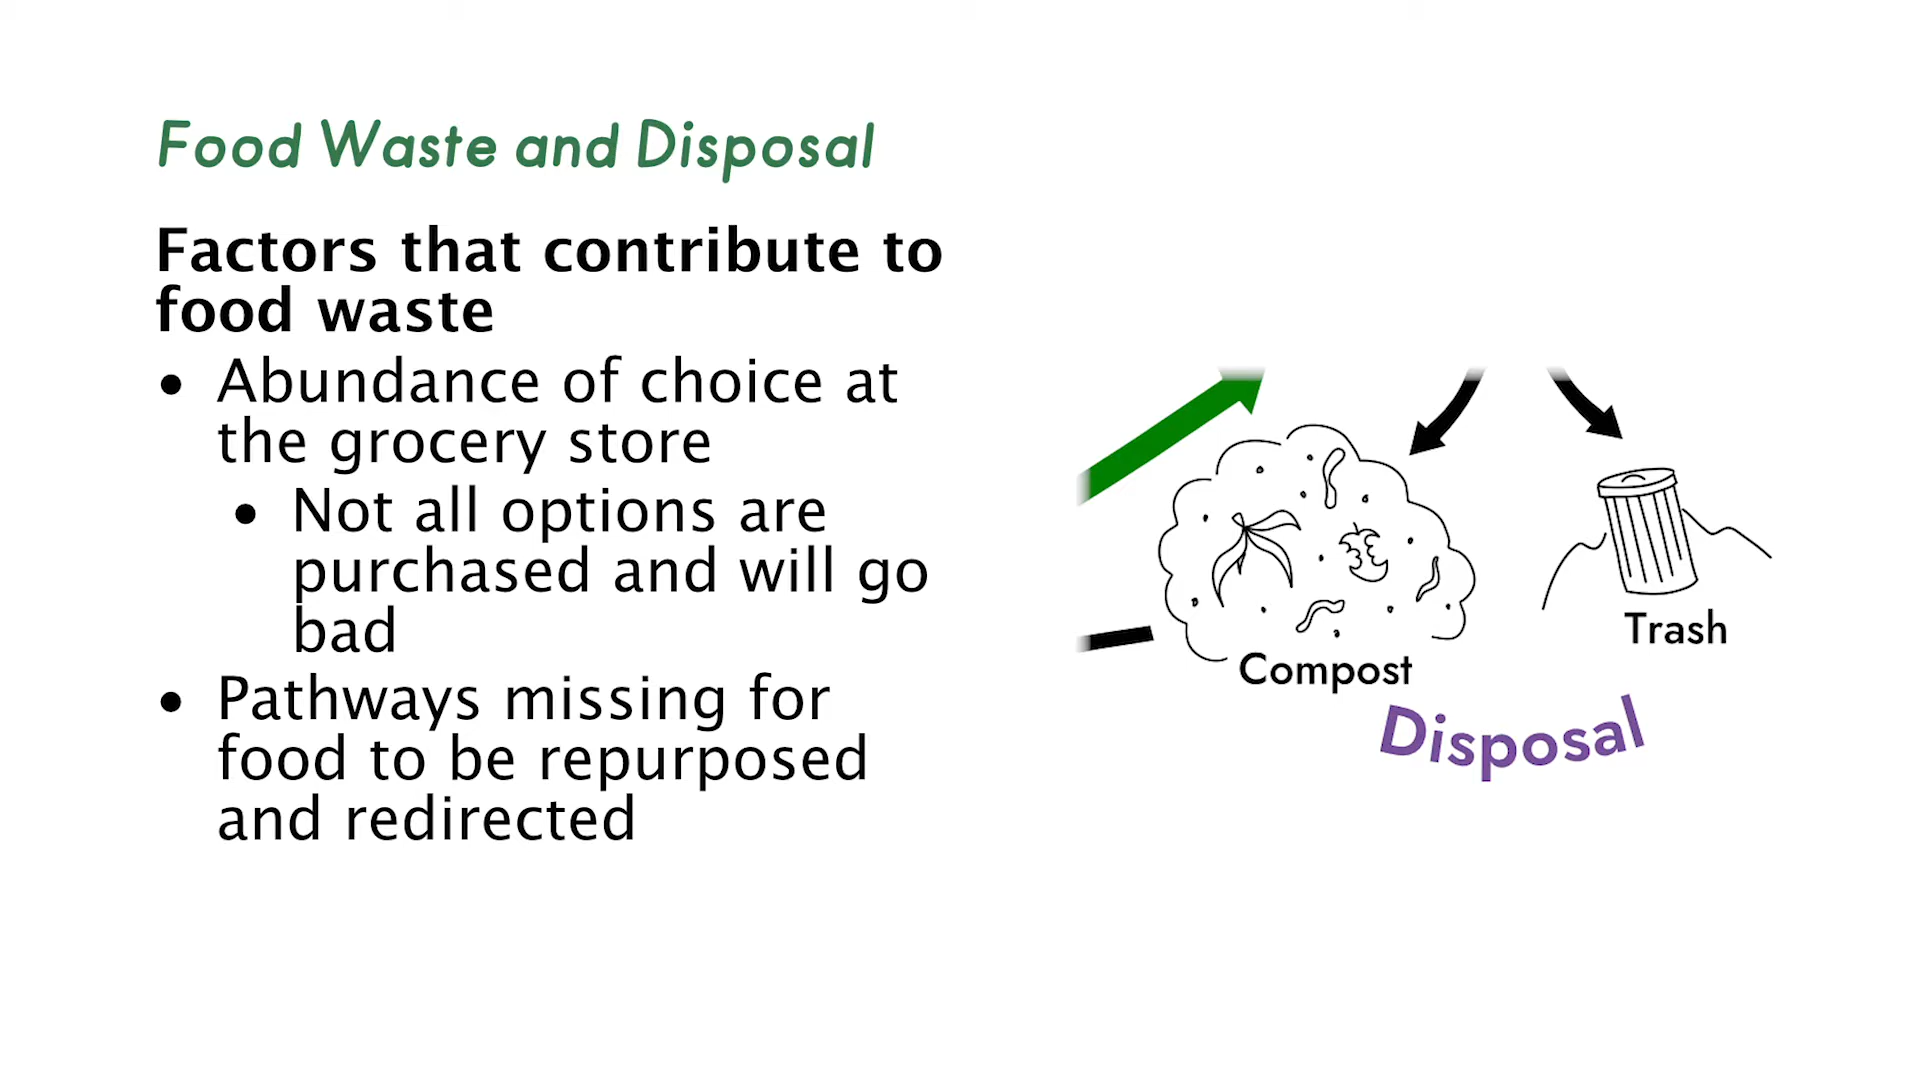 Food Waste and Disposal
Factors that contribute to
food waste
• Abundance of choice at
the grocery store
• Not all options are
purchased and will go
bad
• Pathways missing for
food to be repurposed
and redirected
Compost
Trash
Disposal